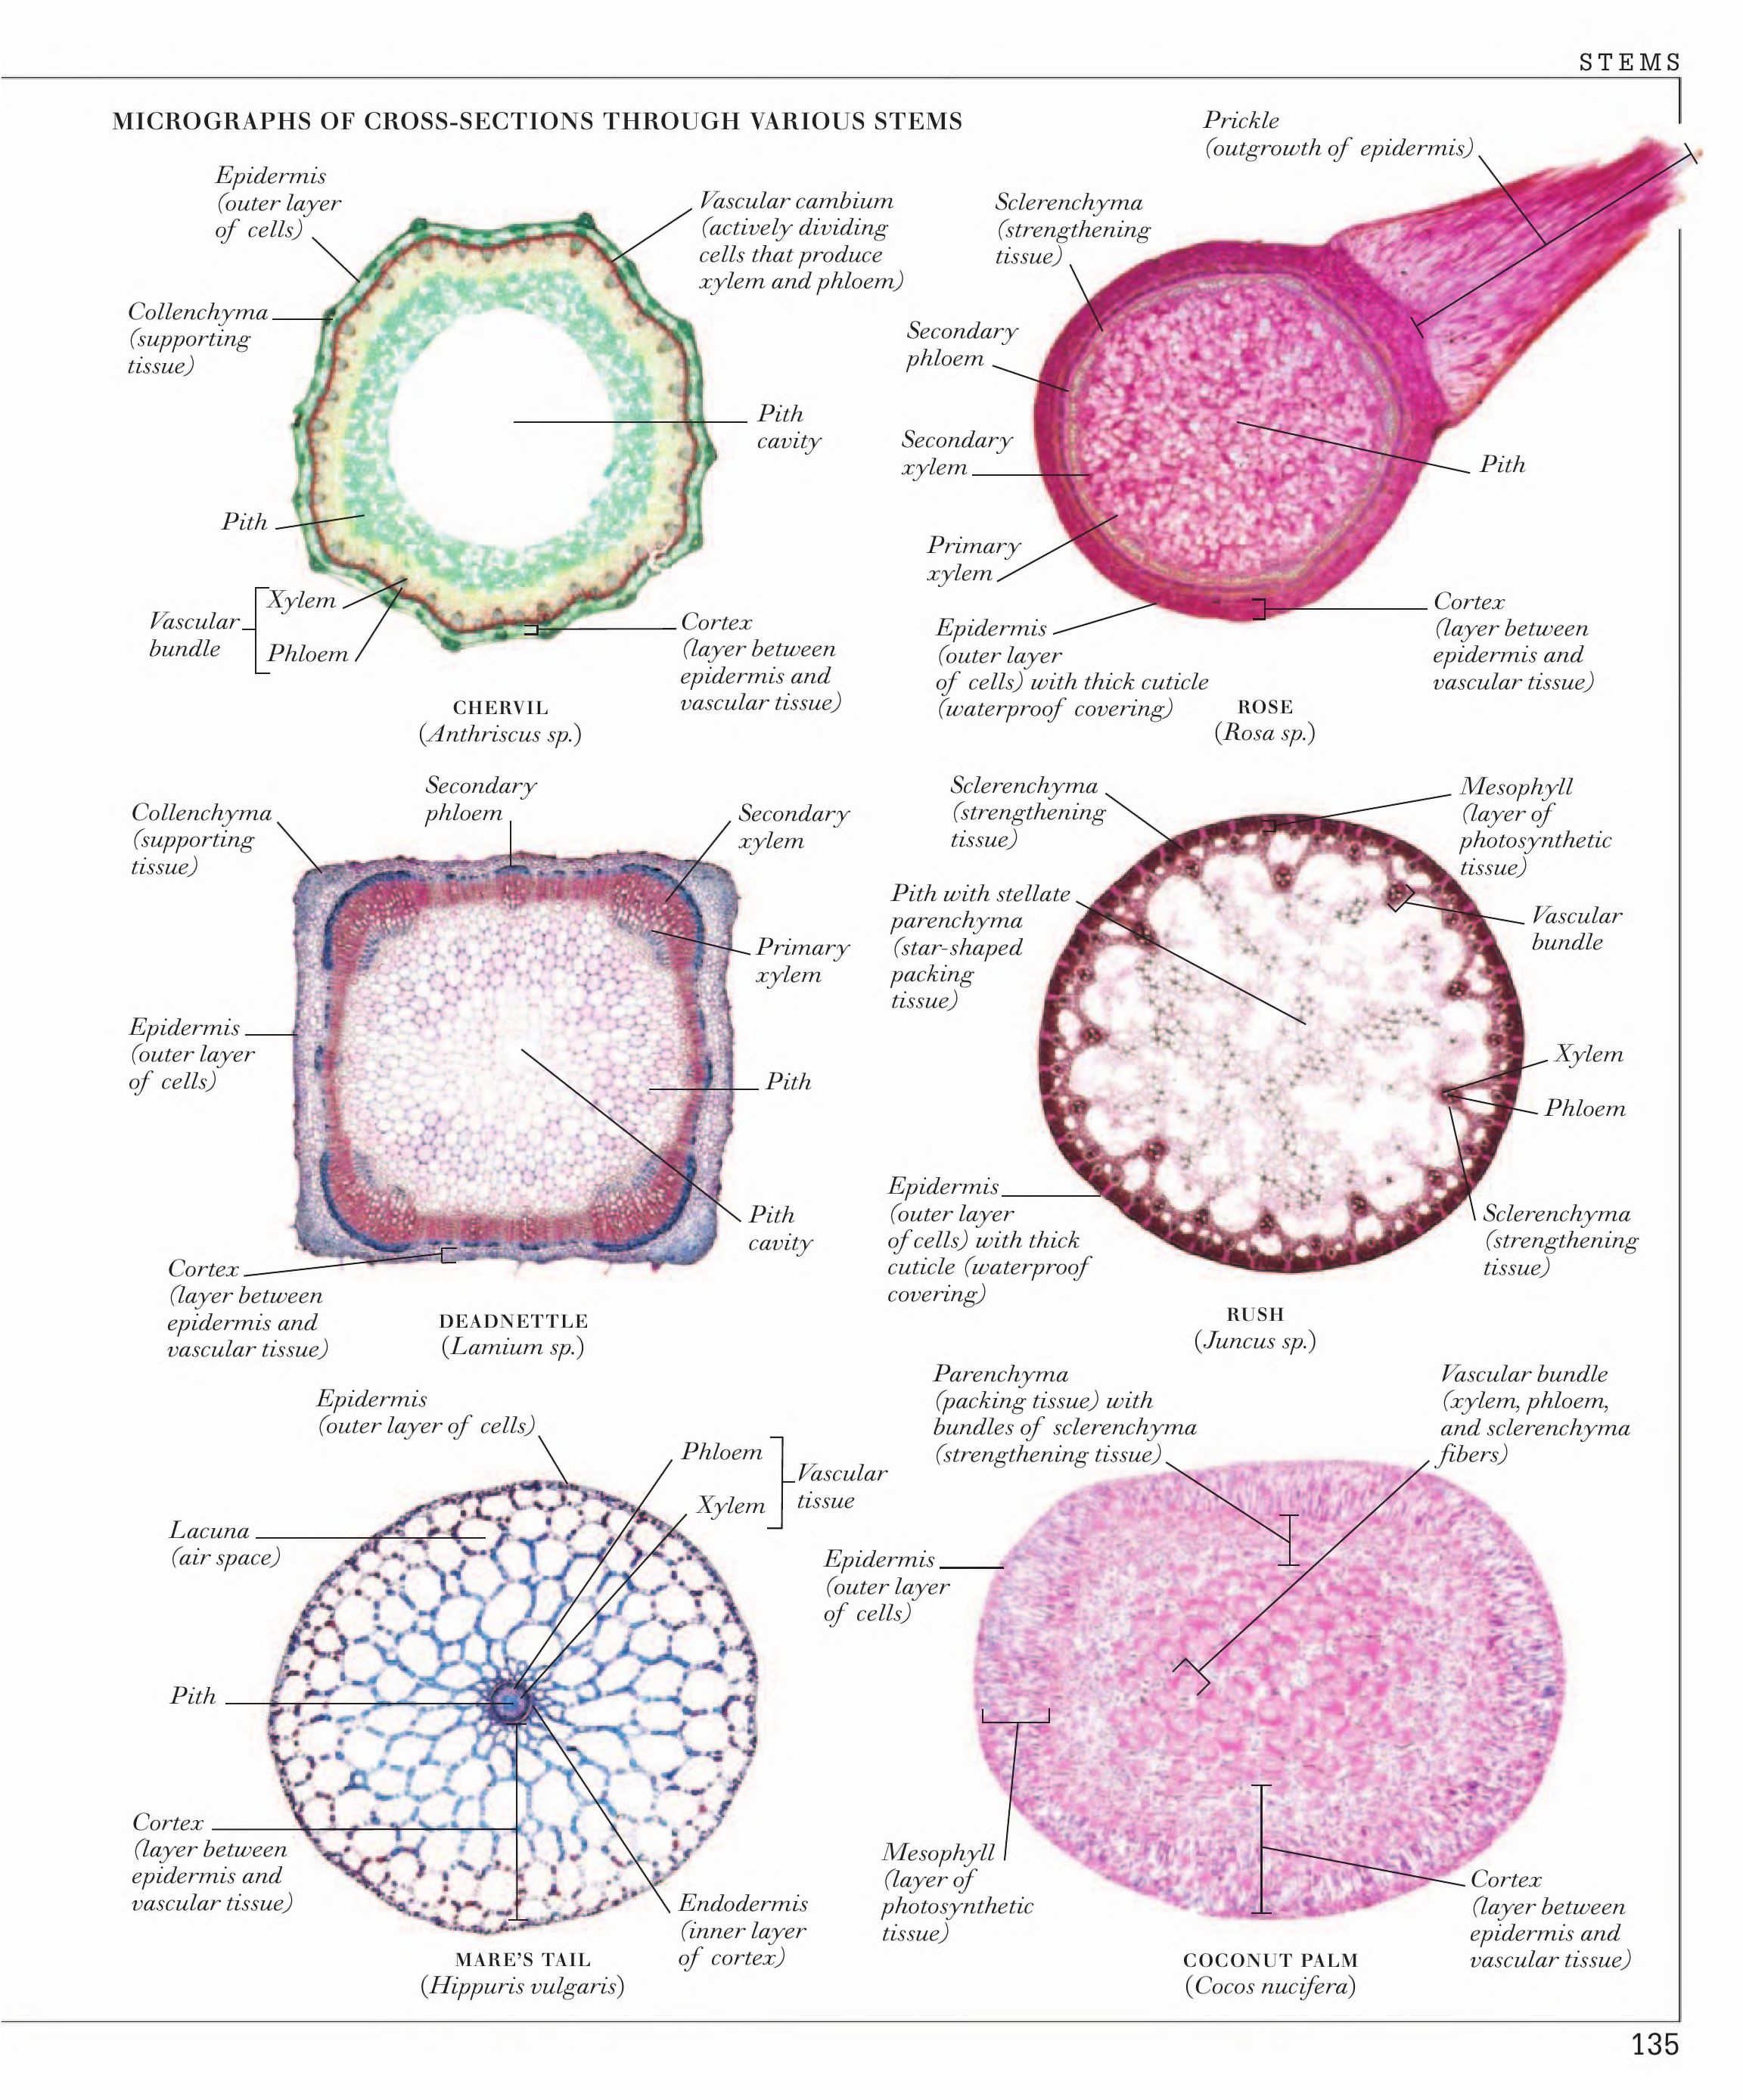 STEMS
MICROGRAPHS OF CROSS-SECTIONS THROUGH VARIOUS STEMS
Epidermis
(outer layer
of cells)
Vascular cambium
(actively dividing
cells that produce
xylem and phloem)
Collenchyma
(supporting
tissue)
Pith
cavity
Pith
Vascular
bundle
Xylem
Phloem
Cortex
(layer between
epidermis and
vascular tissue)
CHERVIL
(Anthriscus sp.)
Prickle
(outgrowth of epidermis)
Sclerenchyma
(strengthening
tissue)
Secondary
phloem
Secondary
xylem
Pith
Primary
xylem
Epidermis
(outer layer
of cells) with thick cuticle
(waterproof covering)
Cortex
(layer between
epidermis and
vascular tissue)
ROSE
(Rosa sp.)
Collenchyma
(supporting
tissue)
Secondary
phloem
Secondary
xylem
Primary
xylem
Epidermis
(outer layer
of cells)
Pith
Pith
cavity
Cortex
(layer between
epidermis and
vascular tissue)
DEADNETTLE
(Lamium sp.)
Sclerenchyma
(strengthening
tissue)
Mesophyll
(layer of
photosynthetic
tissue)
Pith with stellate
parenchyma
(star-shaped
packing
tissue)
Vascular
bundle
Xylem
Phloem
Epidermis
(outer layer
of cells) with thick
cuticle (waterproof
covering)
Sclerenchyma
(strengthening
tissue)
RUSH
(Juncus sp.)
Epidermis
(outer layer of cells)
Phloem
Xylem
Vascular
tissue
Lacuna
(air space)
Pith
Cortex
(layer between
epidermis and
vascular tissue)
Endodermis
(inner layer
of cortex)
MARE'S TAIL
(Hippuris vulgaris)
Parenchyma
(packing tissue) with
bundles of sclerenchyma
(strengthening tissue)
Vascular bundle
(xylem, phloem,
and sclerenchyma
fibers)
Epidermis
(outer layer
of cells)
Mesophyll
(layer of
photosynthetic
tissue)
Cortex
(layer between
epidermis and
vascular tissue)
COCONUT PALM
(Cocos nucifera)
135